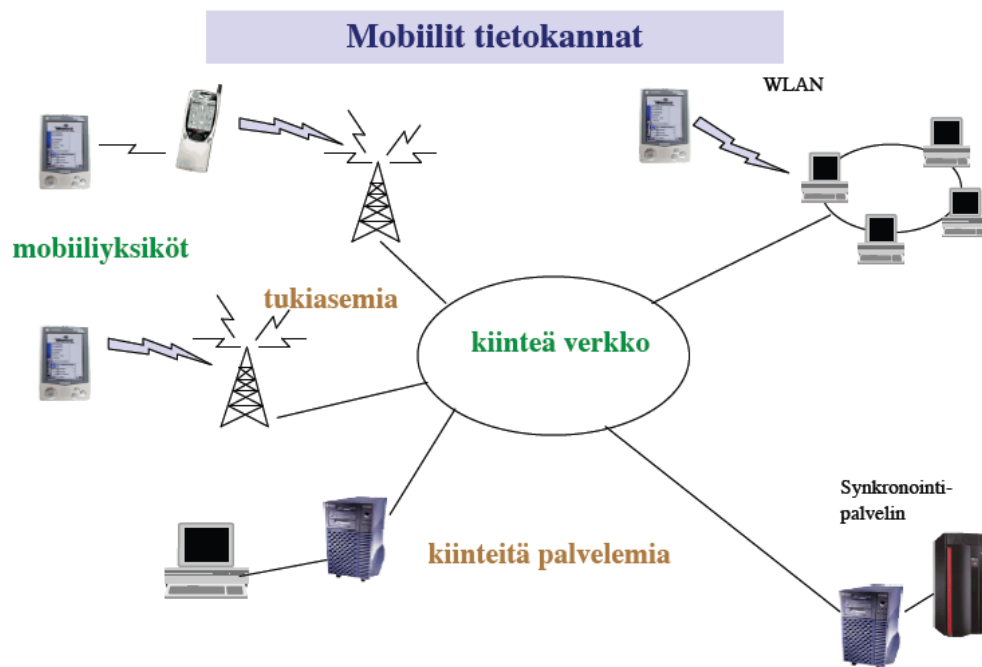 Mobiilit tietokannat
WLAN
mobiiliyksiköt
tukiasemia
kiinteä verkko
Synkronointi-
palvelin
kiinteitä palvelemia